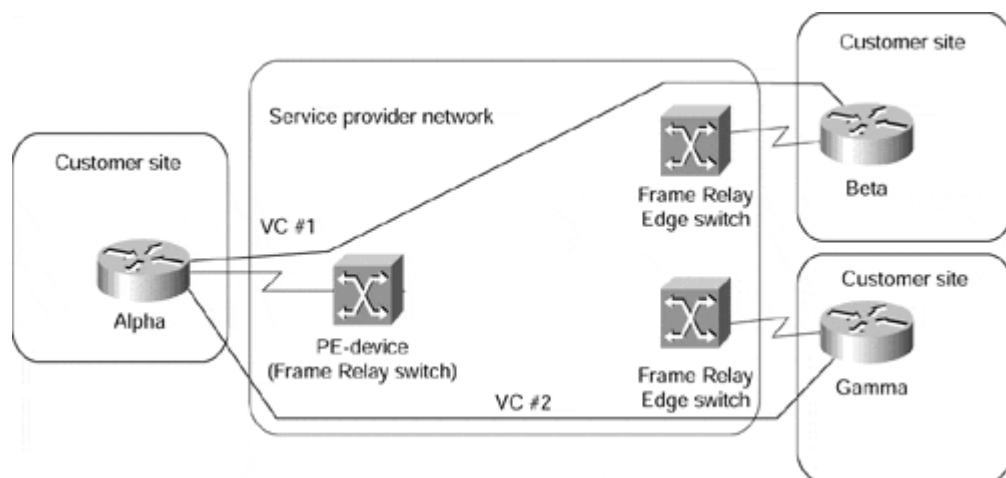 Customer site
Service provider network
Customer site
Beta
Frame Relay
Edge switch
VC #1
Alpha
PE-device
(Frame Relay switch)
Customer site
Gamma
Frame Relay
Edge switch
VC #2